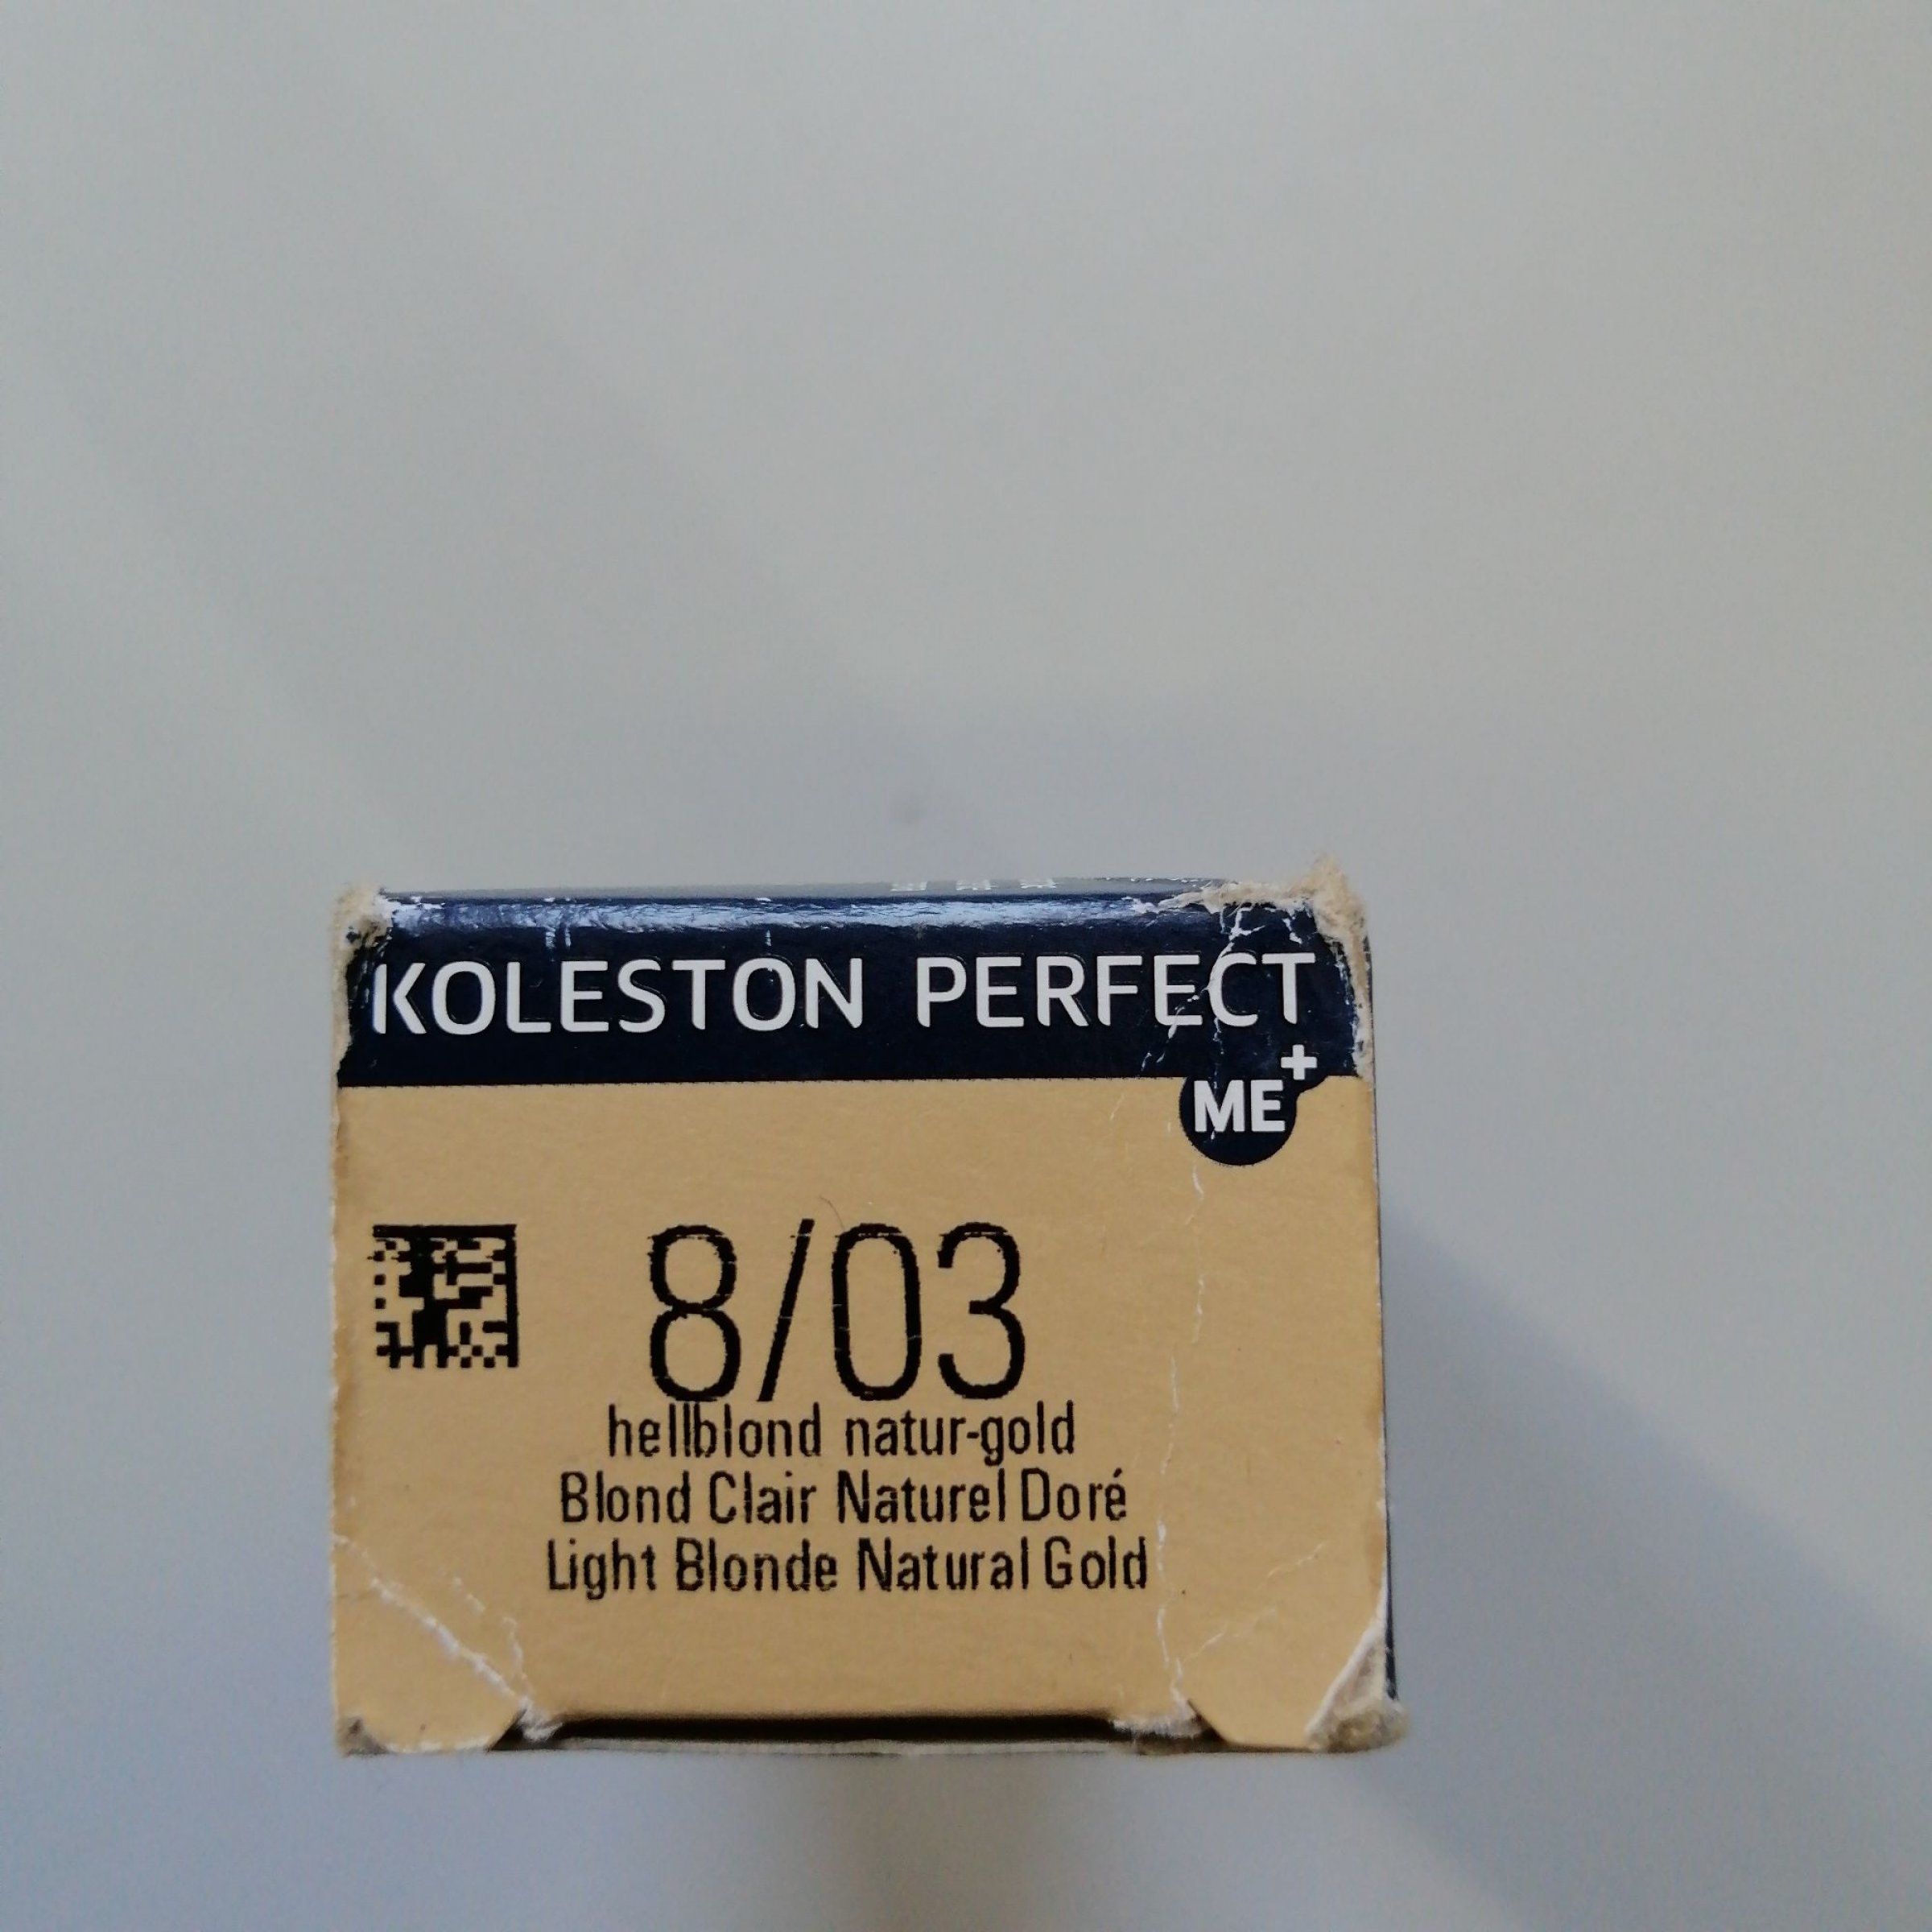 KOLESTON PERFECT
ME+
8/03
hellblond natur-gold
Blond Clair Naturel Doré
Light Blonde Natural Gold